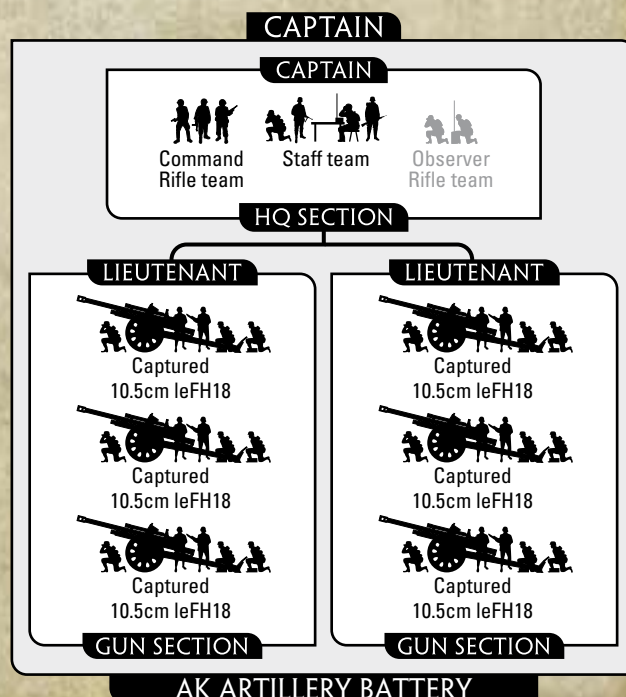 CAPTAIN
CAPTAIN
Command
Rifle team
Staff team
Observer
Rifle team
HQ SECTION
LIEUTENANT
Captured
10.5cm leFH18
Captured
10.5cm leFH18
Captured
10.5cm leFH18
GUN SECTION
LIEUTENANT
Captured
10.5cm leFH18
Captured
10.5cm leFH18
Captured
10.5cm leFH18
GUN SECTION
AK ARTILLERY BATTERY